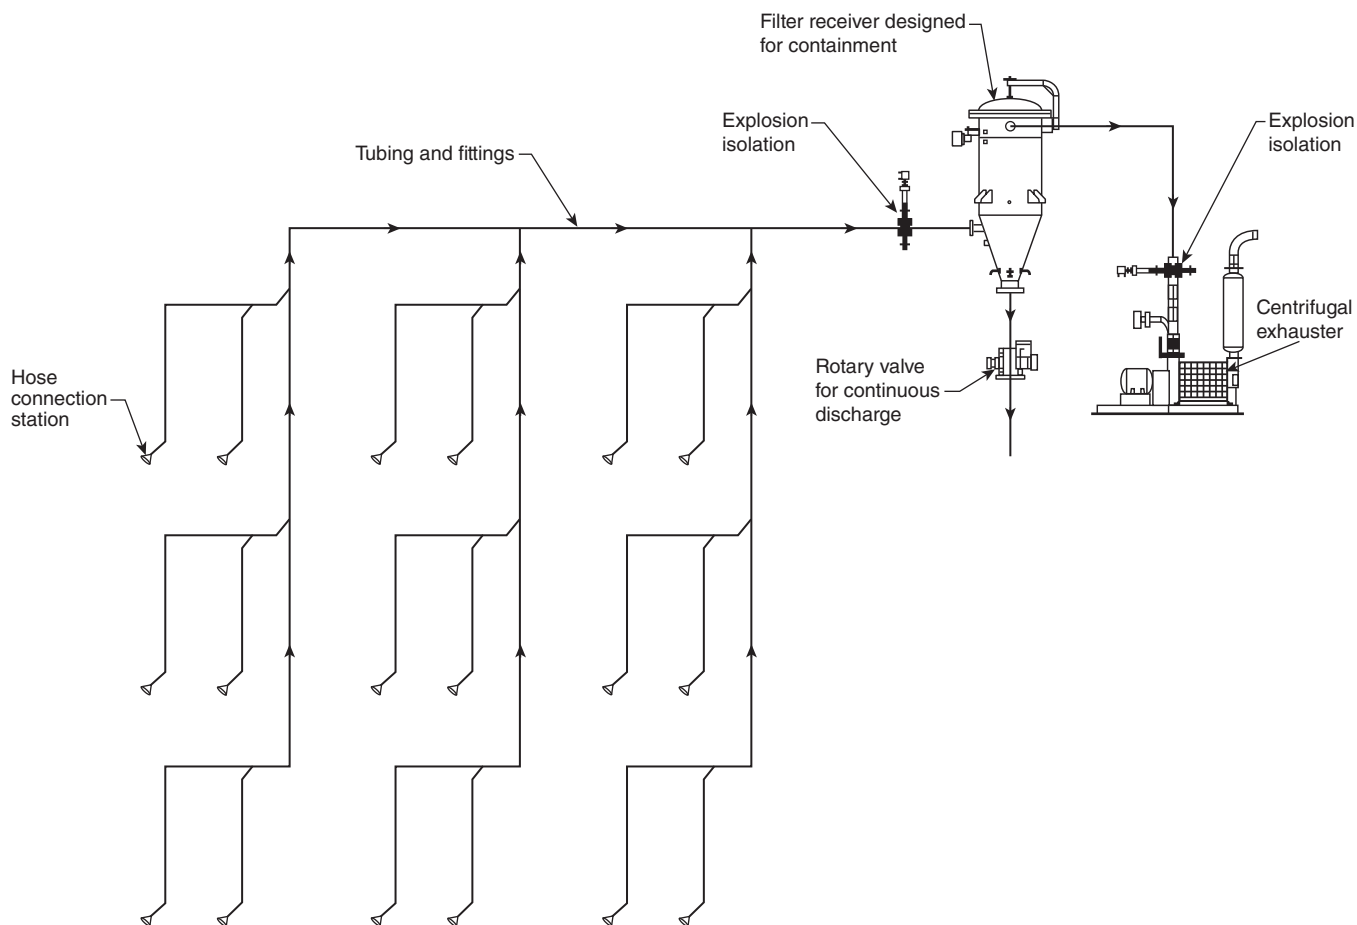 Filter receiver designed
for containment
Explosion
isolation
Explosion
isolation
Tubing and fittings
Centrifugal
exhauster
Hose
connection
station
Rotary valve
for continuous
discharge